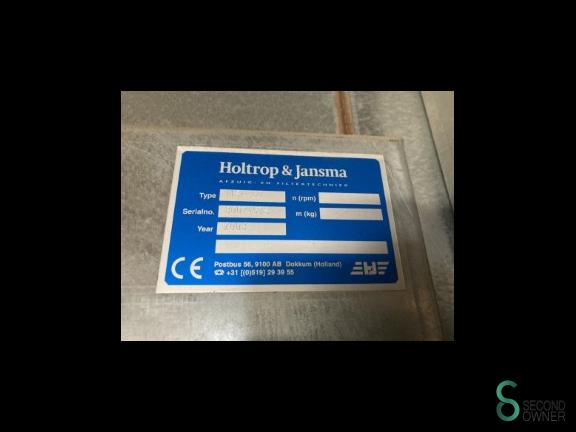 Holtrop & Jansma
AFZUIG- EN FILTERTECHNIEK
Type
n (rpm)
Serialno.
m (kg)
Year
Postbus 56, 9100 AB Dokkum (Holland)
☎ +31 [(0)519] 29 39 55
CE
SECOND
OWNER